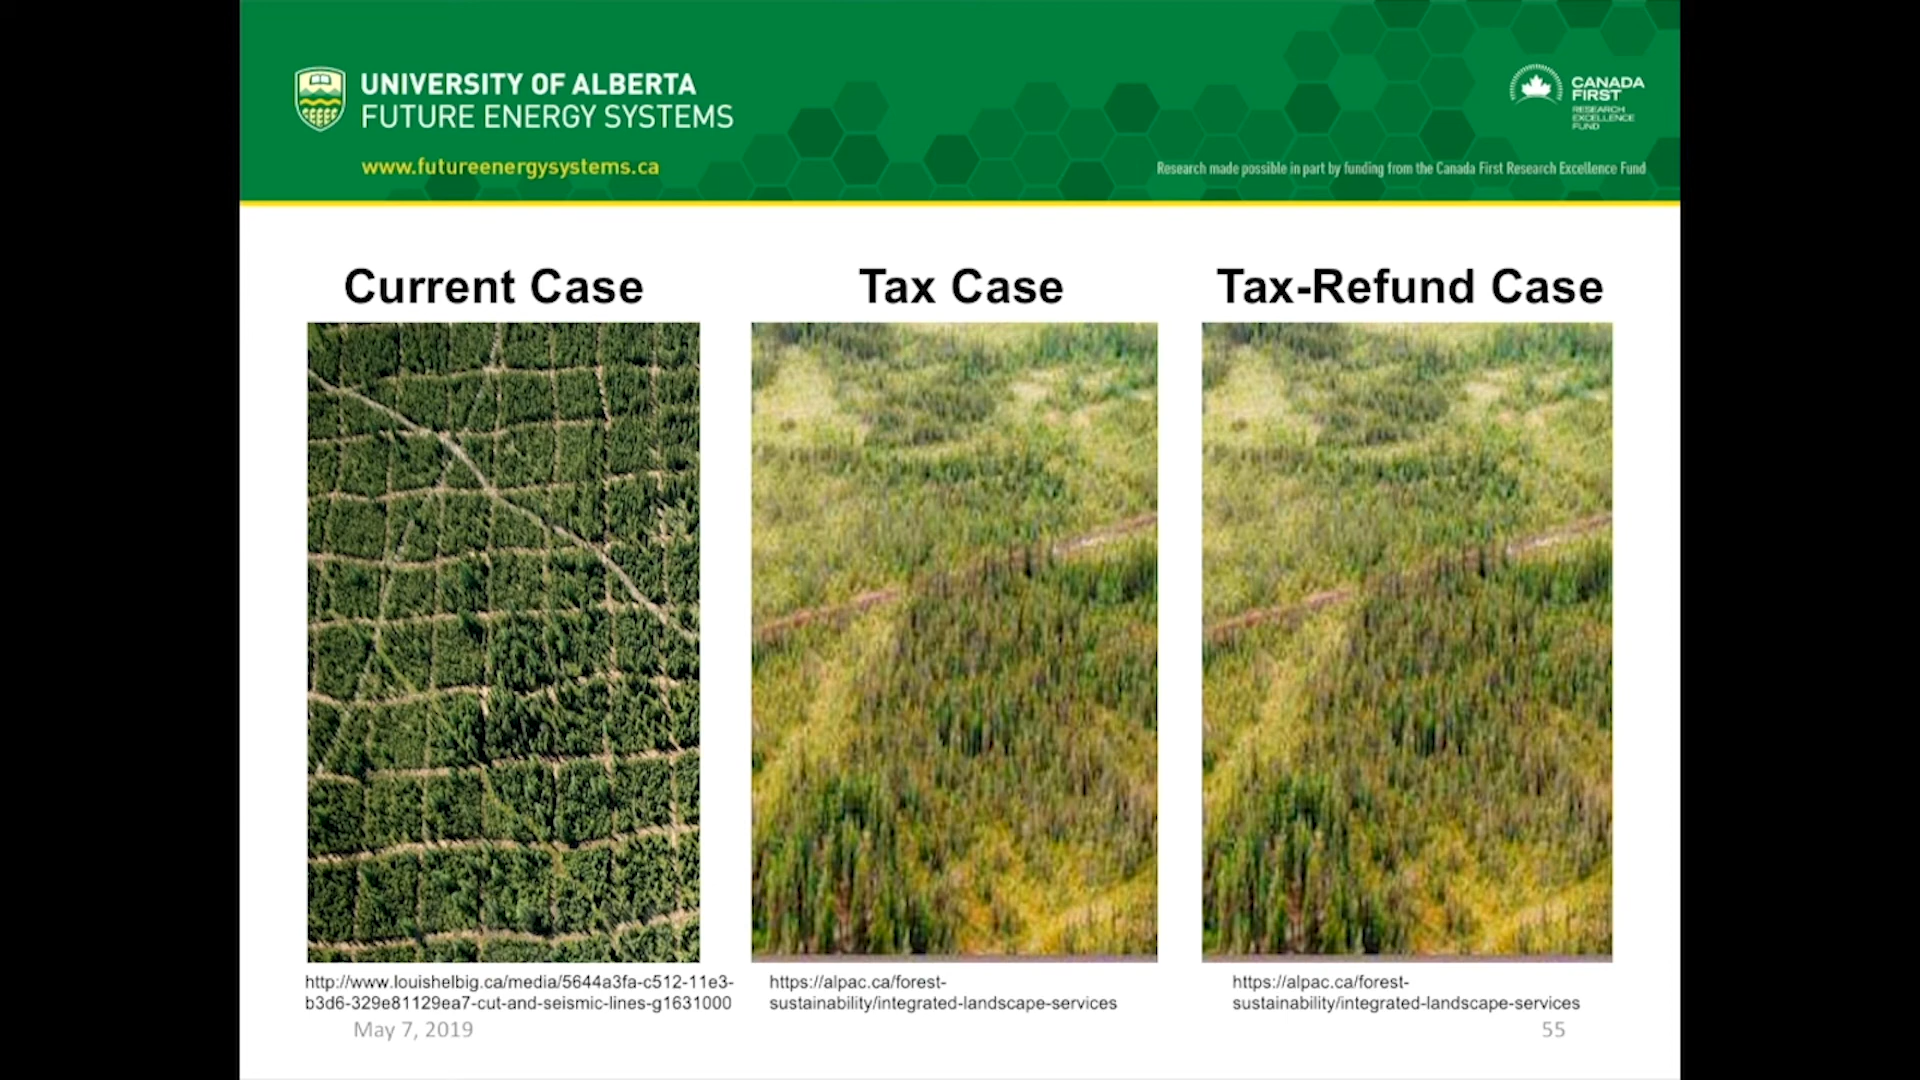 UNIVERSITY OF ALBERTA
FUTURE ENERGY SYSTEMS
www.futureenergysystems.ca
CANADA
FIRST
RESEARCH
EXCELLENCE
FUND
Research made possible in part by funding from the Canada First Research Excellence Fund
Current Case
Tax Case
Tax-Refund Case
http://www.louishelbig.ca/media/5644a3fa-c512-11e3-
b3d6-329e81129ea7-cut-and-seismic-lines-g1631000
https://alpac.ca/forest-
sustainability/integrated-landscape-services
https://alpac.ca/forest-
sustainability/integrated-landscape-services
May 7, 2019
55